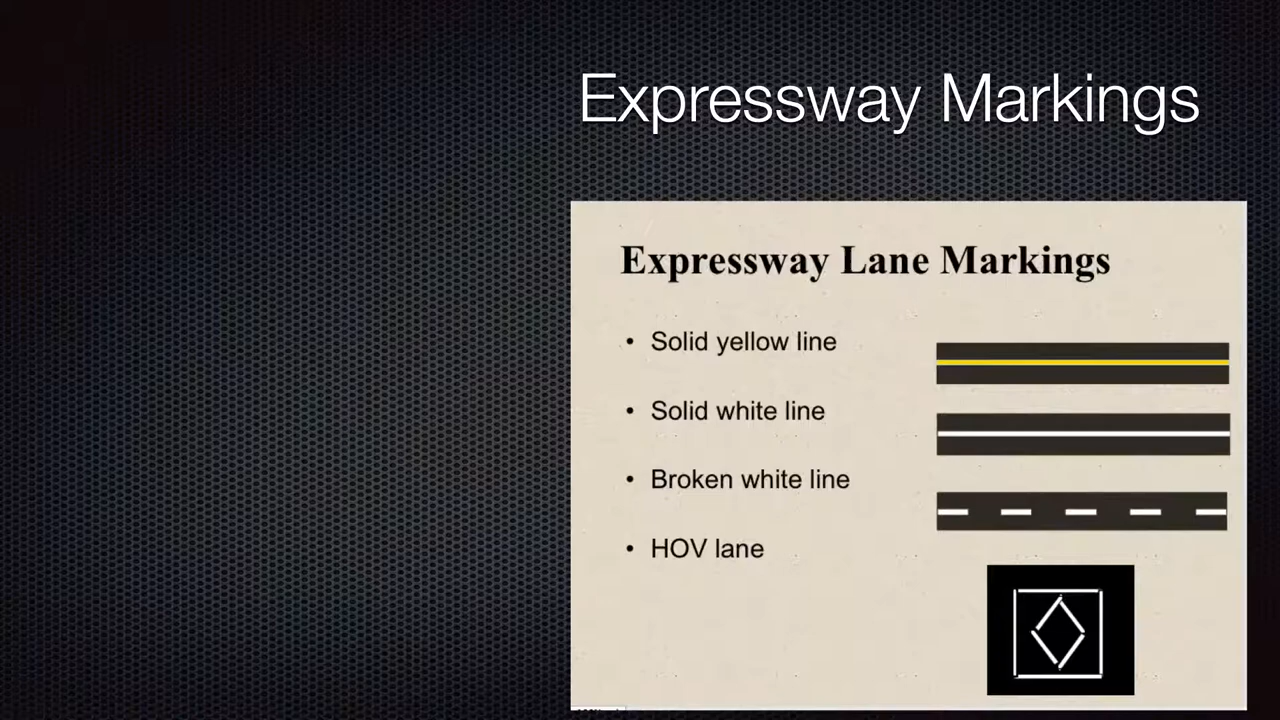 Expressway Markings
Expressway Lane Markings
• Solid yellow line
• Solid white line
• Broken white line
• HOV lane